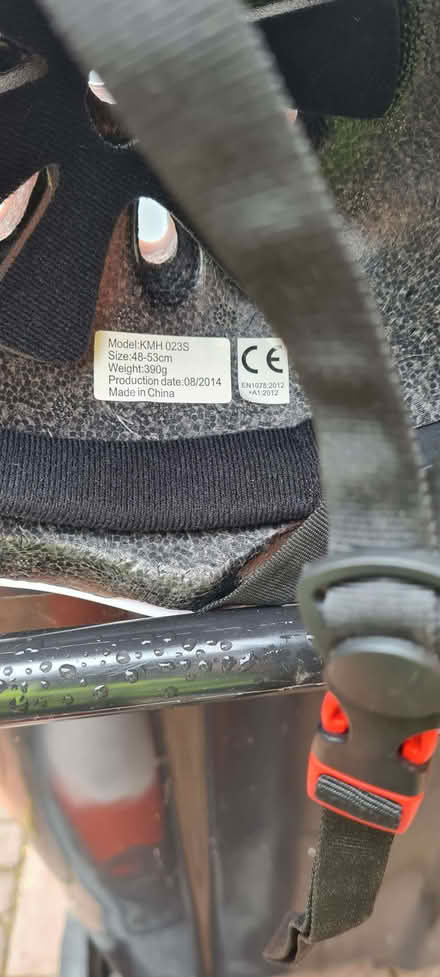 Model:KMH 023S
Size:48-53cm
Weight:390g
Production date:08/2014
Made in China
CE
EN1078:2012
+A1:2012